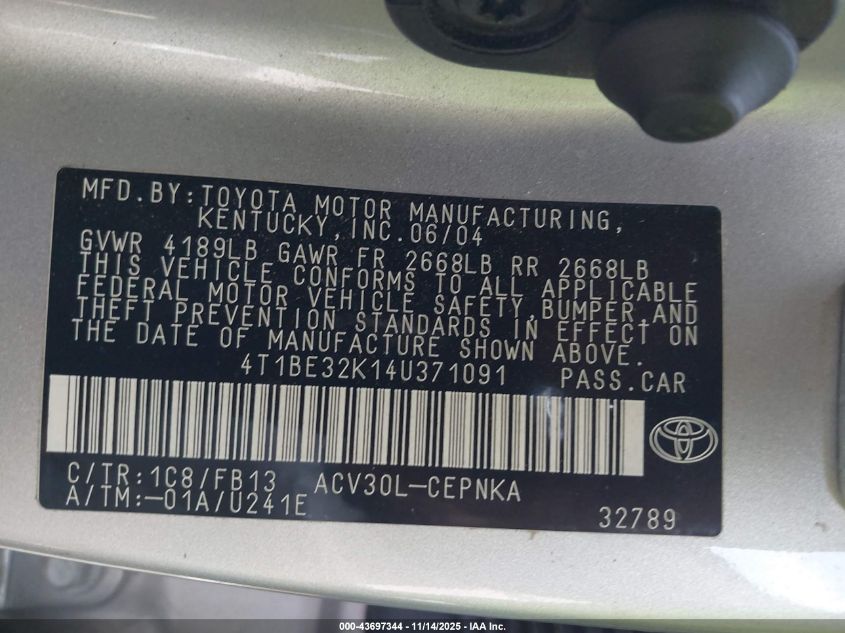 MFD.BY:TOYOTA MOTOR MANUFACTURING,
KENTUCKY,INC.06/04
GVWR 4189LB GAWR FR 2668LB RR 2668LB
THIS VEHICLE CONFORMS TO ALL APPLICABLE
FEDERAL MOTOR VEHICLE SAFETY,BUMPER,AND
THEFT PREVENTION STANDARDS IN EFFECT ON
THE DATE OF MANUFACTURE SHOWN ABOVE.
4T1BE32K14U371091 PASS.CAR
C/TR:1C8/FB13 ACV30L-CEPNKA
A/TM:-01A/U241E
32789
000-43697344 - 11/14/2025 - IAA Inc.